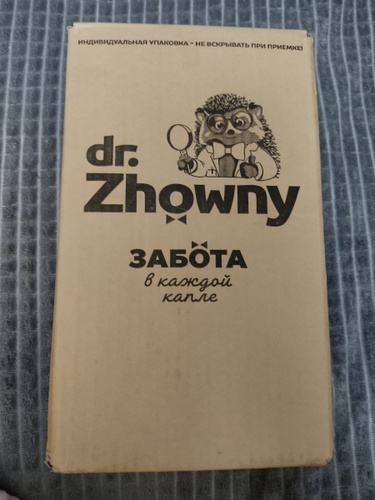 ИНДИВИДУАЛЬНАЯ УПАКОВКА – НЕ ВСКРЫВАТЬ ПРИ ПРИЕМКЕ!
dr.
Zhowny
ЗАБОТА
в каждой
капле